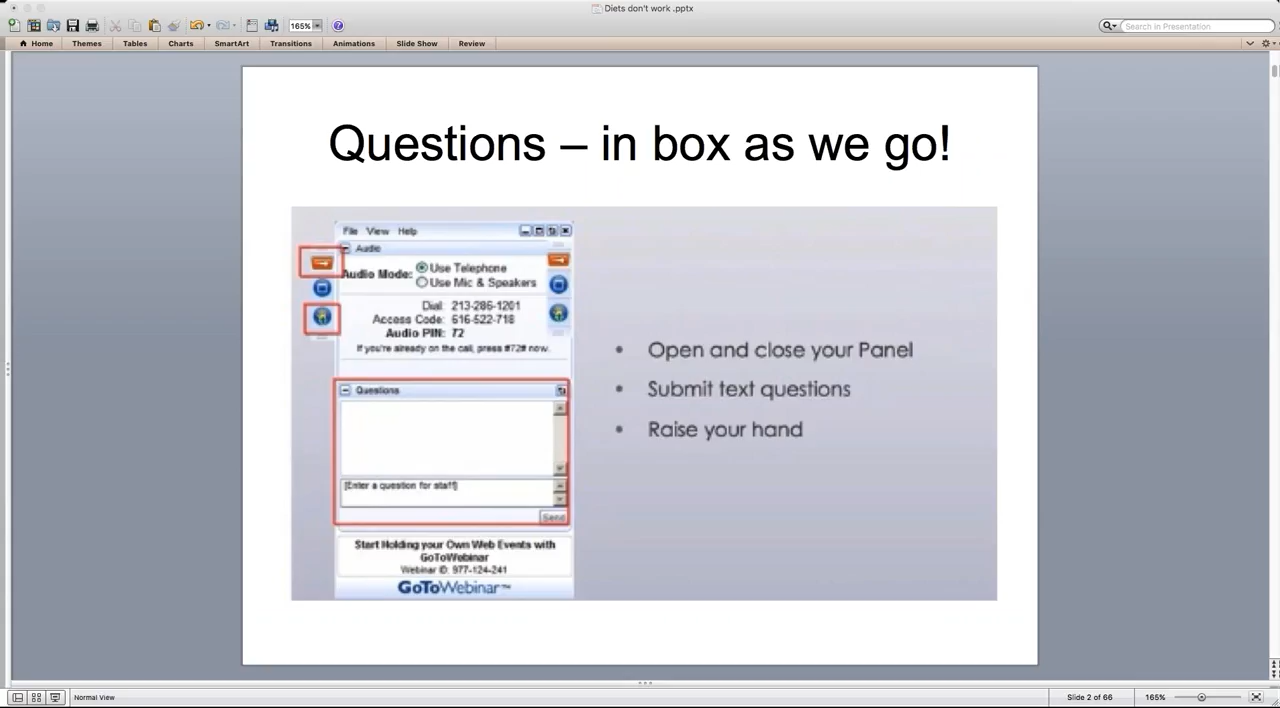 Diets don't work .pptx
165%
Search in Presentation
Home Themes Tables Charts SmartArt Transitions Animations Slide Show Review
Questions – in box as we go!
File View Help
Audio
Audio Mode: Use Telephone
Use Mic & Speakers
Dial: 213-286-1201
Access Code: 616-522-718
Audio PIN: 72
If you're already on the call, press #72# now.
Questions
[Enter a question for staff]
Send
Start Holding your Own Web Events with
GoToWebinar
Webinar ID: 977-124-241
GoToWebinar™
• Open and close your Panel
• Submit text questions
• Raise your hand
Normal View Slide 2 of 66 165%